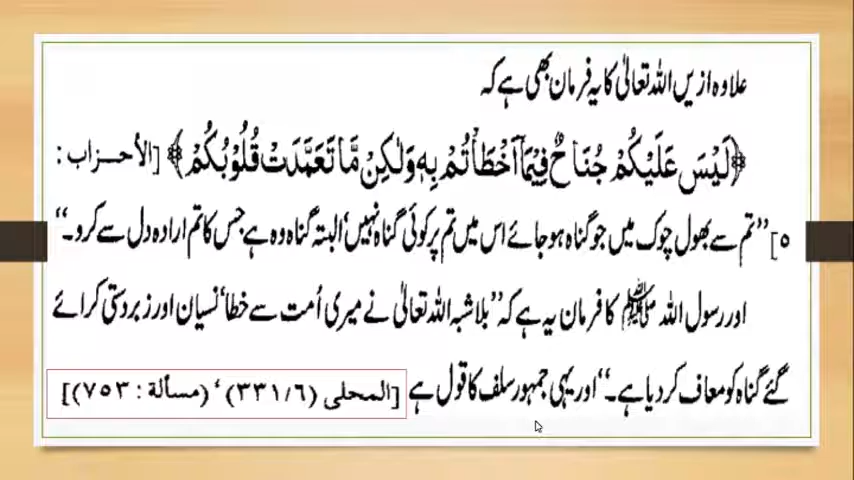 علاوہ ازیں اللہ تعالیٰ کا یہ فرمان بھی ہے کہ
﴿لَیْسَ عَلَیْکُمْ جُنَاحٌ فِیْمَآ اَخْطَاْتُمْ بِہٖ وَلٰکِنْ مَّا تَعَمَّدَتْ قُلُوْبُکُمْ﴾ [الأحـزاب :
٥] ”تم سے بھول چوک میں جو گناہ ہو جائے اس میں تم پر کوئی گناہ نہیں‘ البتہ گناہ وہ ہے جس کا تم ارادہ دل سے کرو۔“
اور رسول اللہ ﷺ کا فرمان یہ ہے کہ ”بلاشبہ اللہ تعالیٰ نے میری اُمت سے خطا‘ نسیان اور زبردستی کرائے
گئے گناہ کو معاف کر دیا ہے۔“ اور یہی جمہور سلف کا قول ہے [المحلی (٣٣١/٦) ‘ (مسألة : ٧٥٣)]